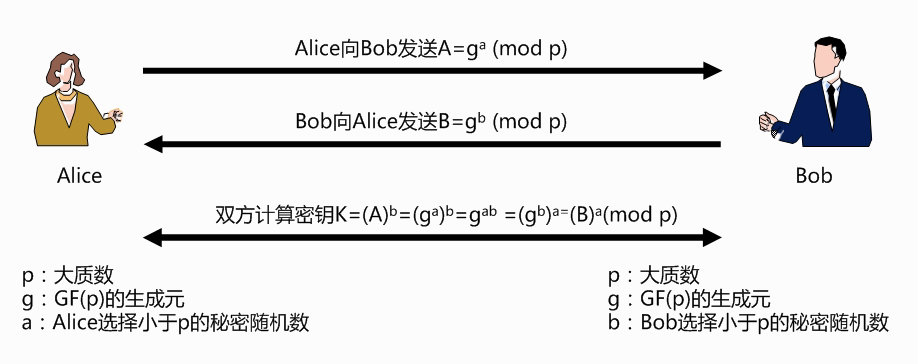 Alice向Bob发送A=gᵃ (mod p)
Bob向Alice发送B=gᵇ (mod p)
Alice
Bob
双方计算密钥K=(A)ᵇ=(gᵃ)ᵇ=gᵃᵇ =(gᵇ)ᵃ⁼(B)ᵃ(mod p)
p：大质数
g：GF(p)的生成元
a：Alice选择小于p的秘密随机数
p：大质数
g：GF(p)的生成元
b：Bob选择小于p的秘密随机数